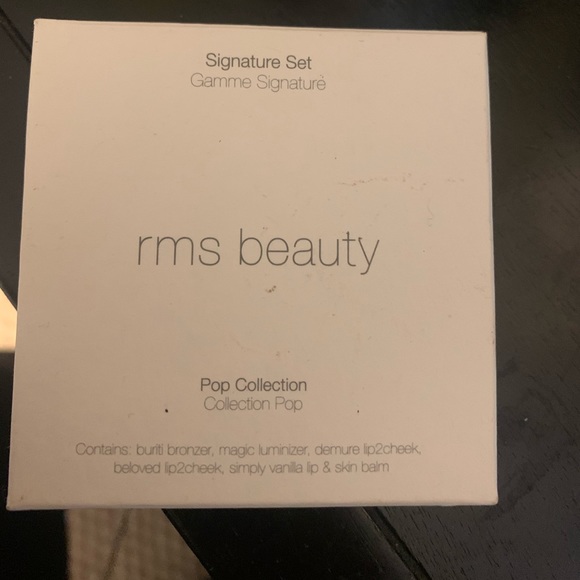 Signature Set
Gamme Signature
rms beauty
Pop Collection
Collection Pop
Contains: buriti bronzer, magic luminizer, demure lip2cheek,
beloved lip2cheek, simply vanilla lip & skin balm